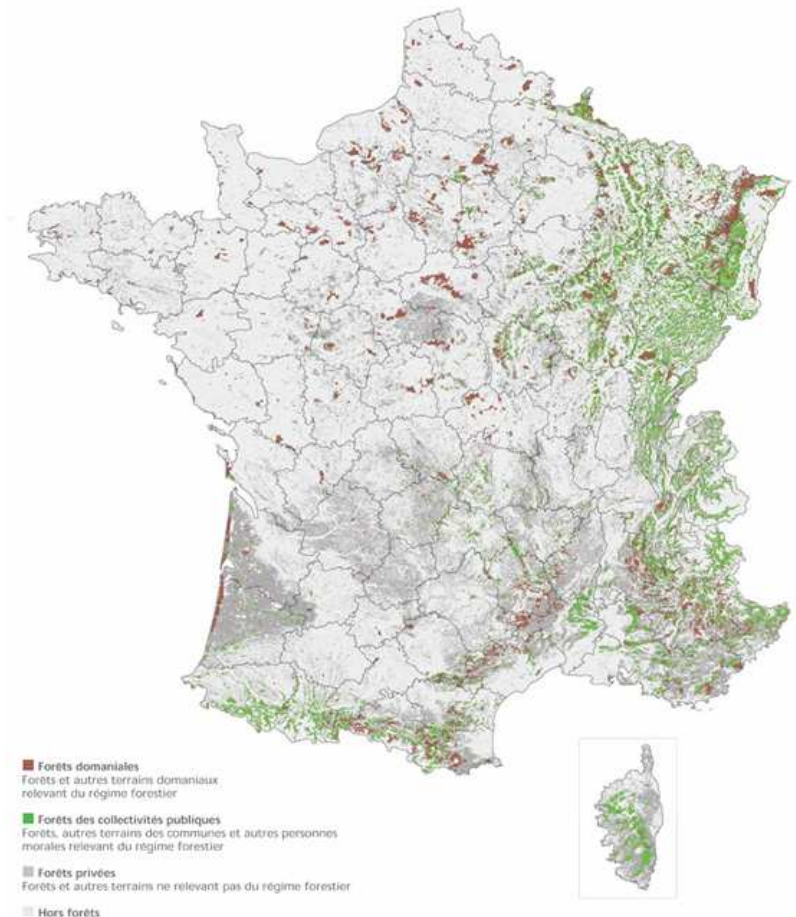 Forêts domaniales
Forêts et autres terrains domaniaux
relevant du régime forestier
Forêts des collectivités publiques
Forêts, autres terrains des communes et autres personnes
morales relevant du régime forestier
Forêts privées
Forêts et autres terrains ne relevant pas du régime forestier
Hors forêts